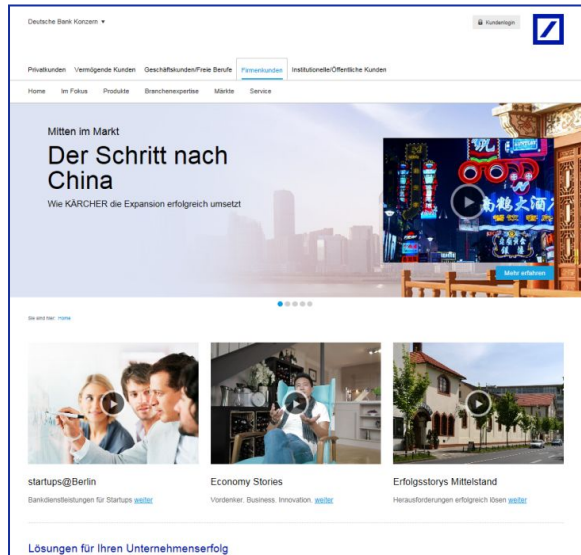 Deutsche Bank Konzern
Kundenlogin
Privatkunden Vermögende Kunden Geschäftskunden/Freie Berufe Firmenkunden Institutionelle/Öffentliche Kunden
Home Im Fokus Produkte Branchenexpertise Märkte Service
Mitten im Markt
Der Schritt nach
China
Wie KÄRCHER die Expansion erfolgreich umsetzt
大酒
Mehr erfahren
Sie sind hier: Home
startups@Berlin
Bankdienstleistungen für Startups weiter
Economy Stories
Vordenker. Business. Innovation. weiter
Erfolgsstorys Mittelstand
Herausforderungen erfolgreich lösen weiter
Lösungen für Ihren Unternehmenserfolg